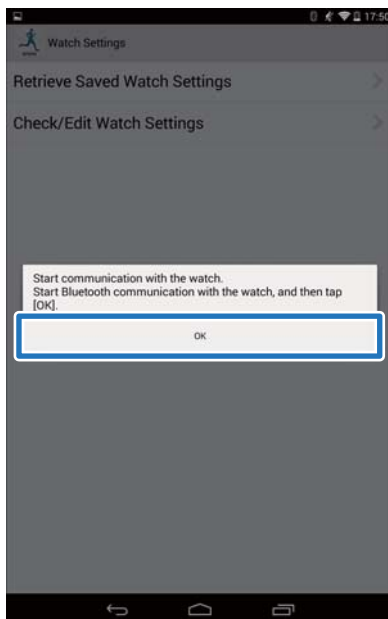 17:50
Watch Settings
Retrieve Saved Watch Settings
Check/Edit Watch Settings
Start communication with the watch.
Start Bluetooth communication with the watch, and then tap
[OK].
OK